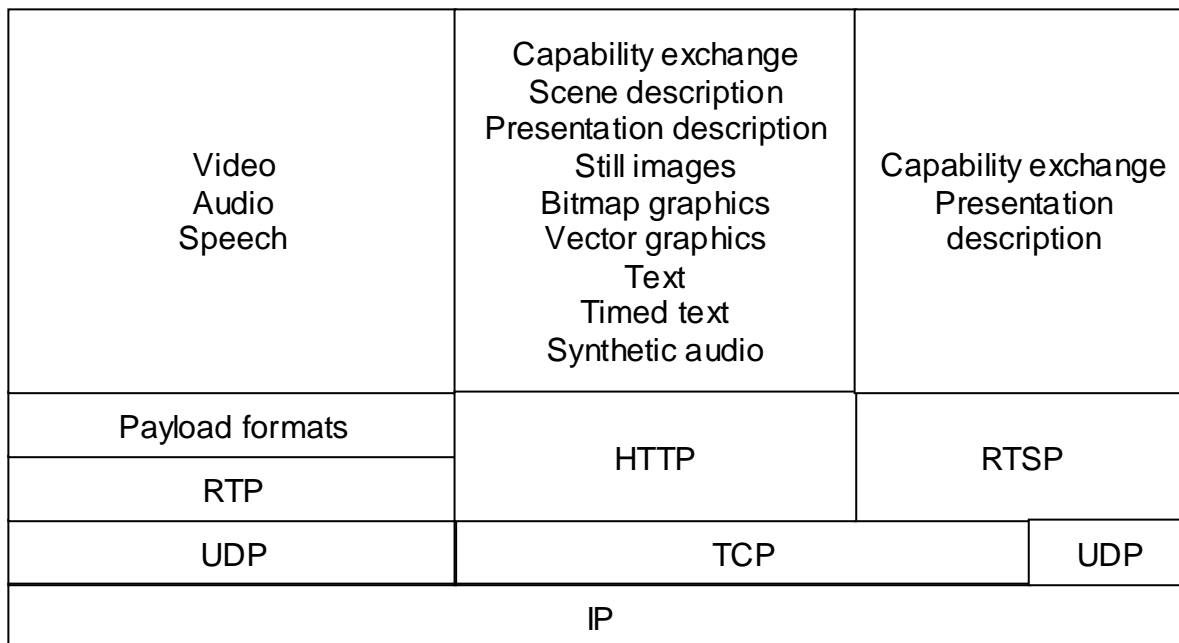 Video
Audio
Speech
Capability exchange
Scene description
Presentation description
Still images
Bitmap graphics
Vector graphics
Text
Timed text
Synthetic audio
Capability exchange
Presentation
description
Payload formats
RTP
HTTP
RTSP
UDP
TCP
UDP
IP